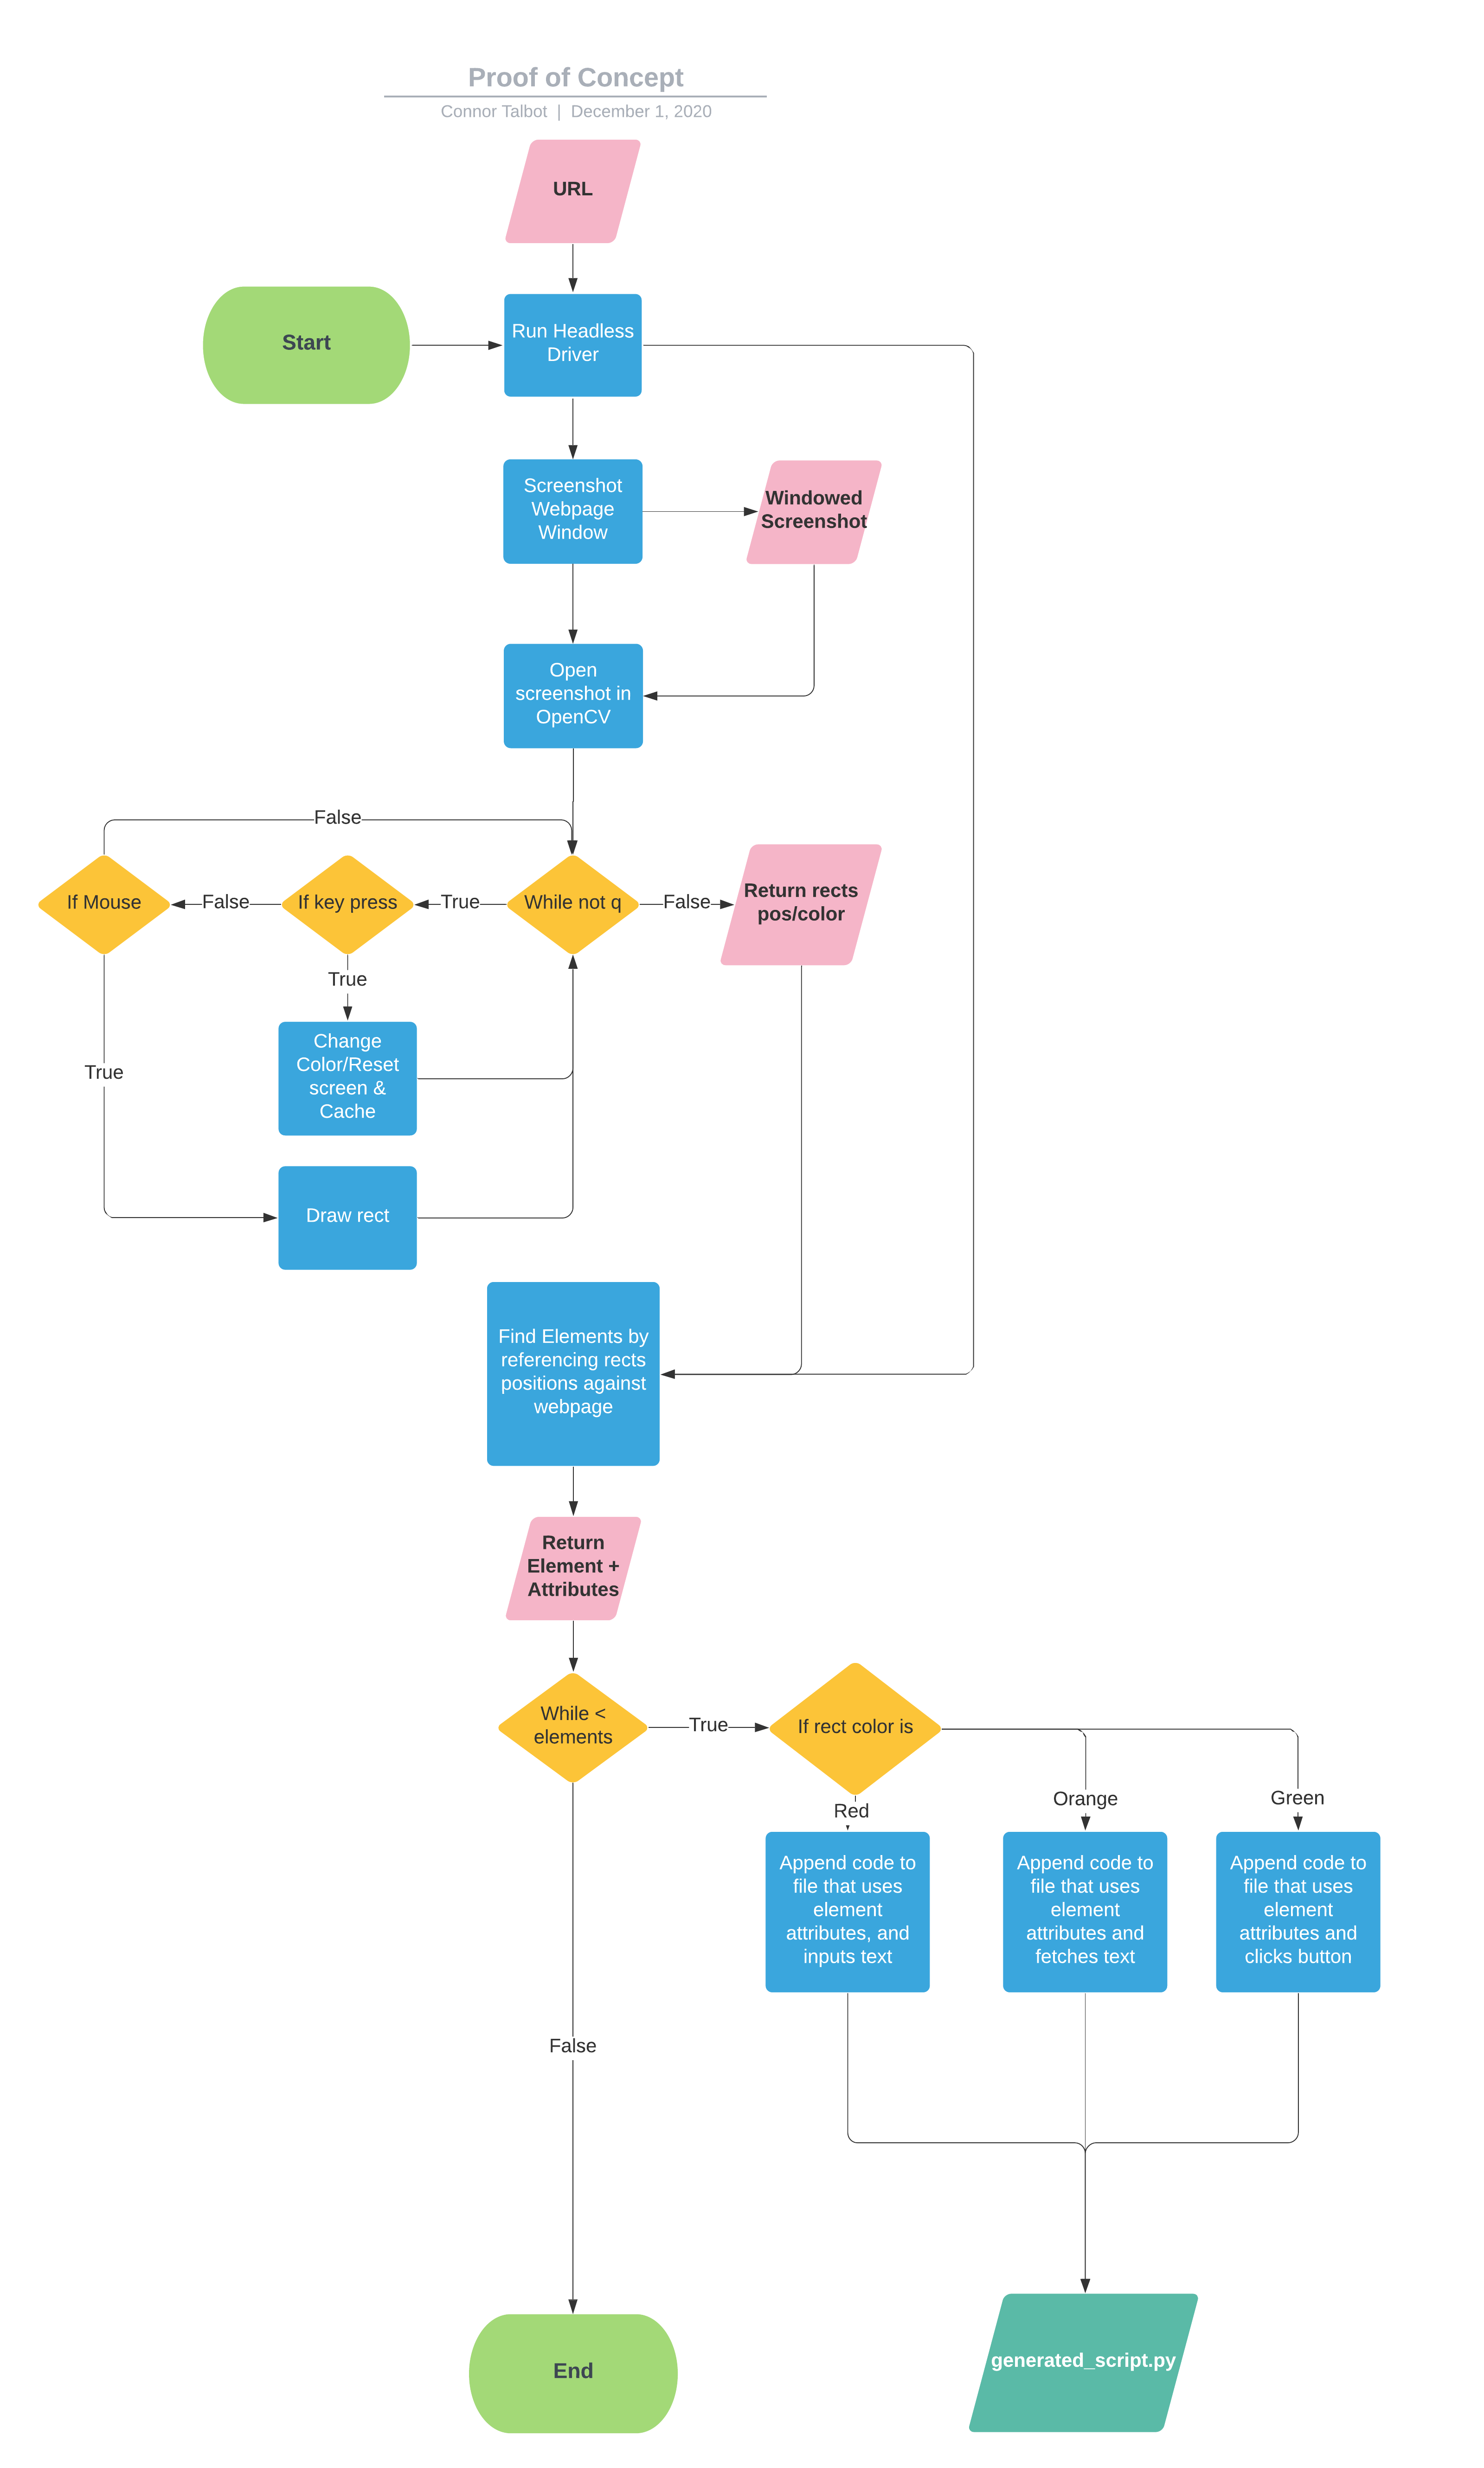 Proof of Concept
Connor Talbot | December 1, 2020
URL
Start
Run Headless
Driver
Screenshot
Webpage
Window
Windowed
Screenshot
Open
screenshot in
OpenCV
False
If Mouse
False
If key press
True
While not q
False
Return rects
pos/color
True
Change
Color/Reset
screen &
Cache
True
Draw rect
Find Elements by
referencing rects
positions against
webpage
Return
Element +
Attributes
While <
elements
True
If rect color is
Red
Orange
Green
Append code to
file that uses
element
attributes, and
inputs text
Append code to
file that uses
element
attributes and
fetches text
Append code to
file that uses
element
attributes and
clicks button
False
End
generated_script.py